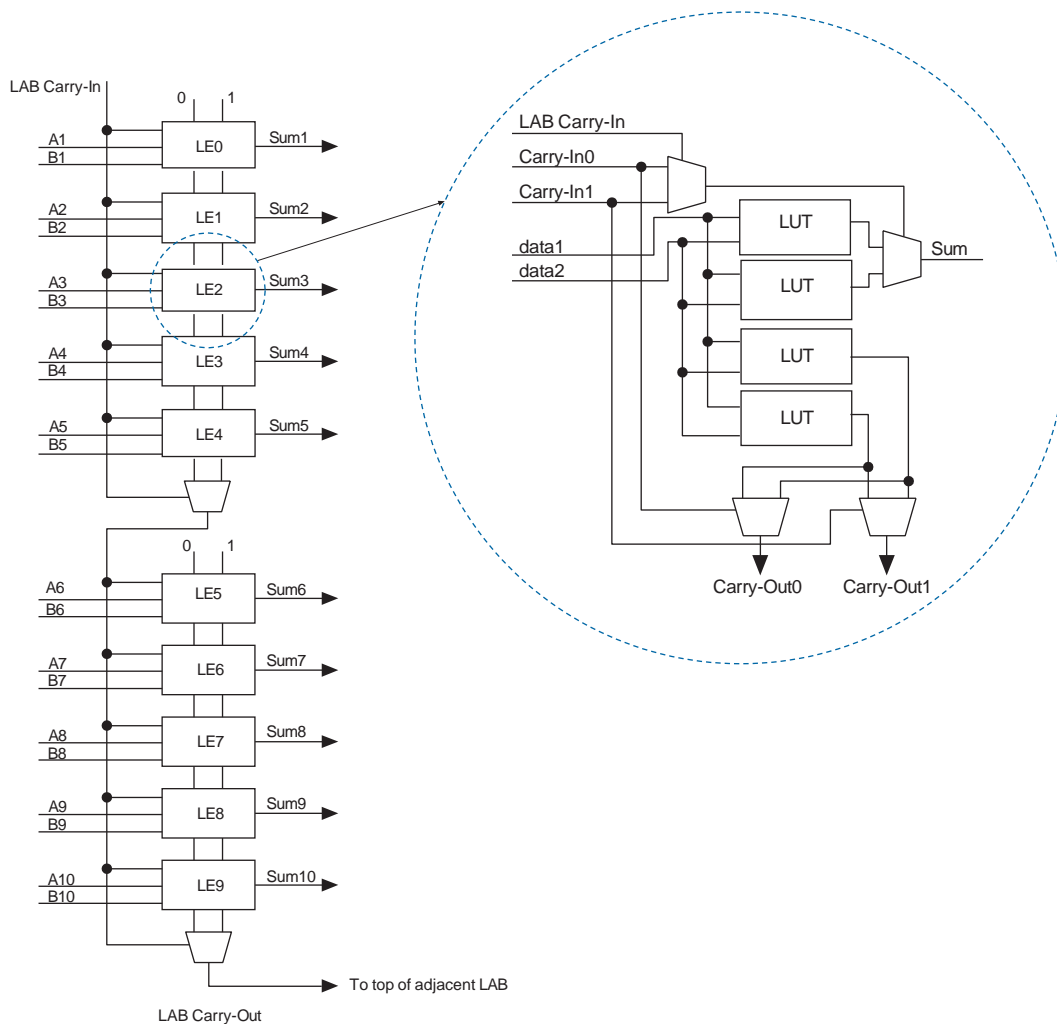 LAB Carry-In
0 1
A1
B1
LE0
Sum1
A2
B2
LE1
Sum2
A3
B3
LE2
Sum3
A4
B4
LE3
Sum4
A5
B5
LE4
Sum5
0 1
A6
B6
LE5
Sum6
A7
B7
LE6
Sum7
A8
B8
LE7
Sum8
A9
B9
LE8
Sum9
A10
B10
LE9
Sum10
To top of adjacent LAB
LAB Carry-Out
LAB Carry-In
Carry-In0
Carry-In1
data1
data2
LUT
LUT
LUT
LUT
Sum
Carry-Out0
Carry-Out1